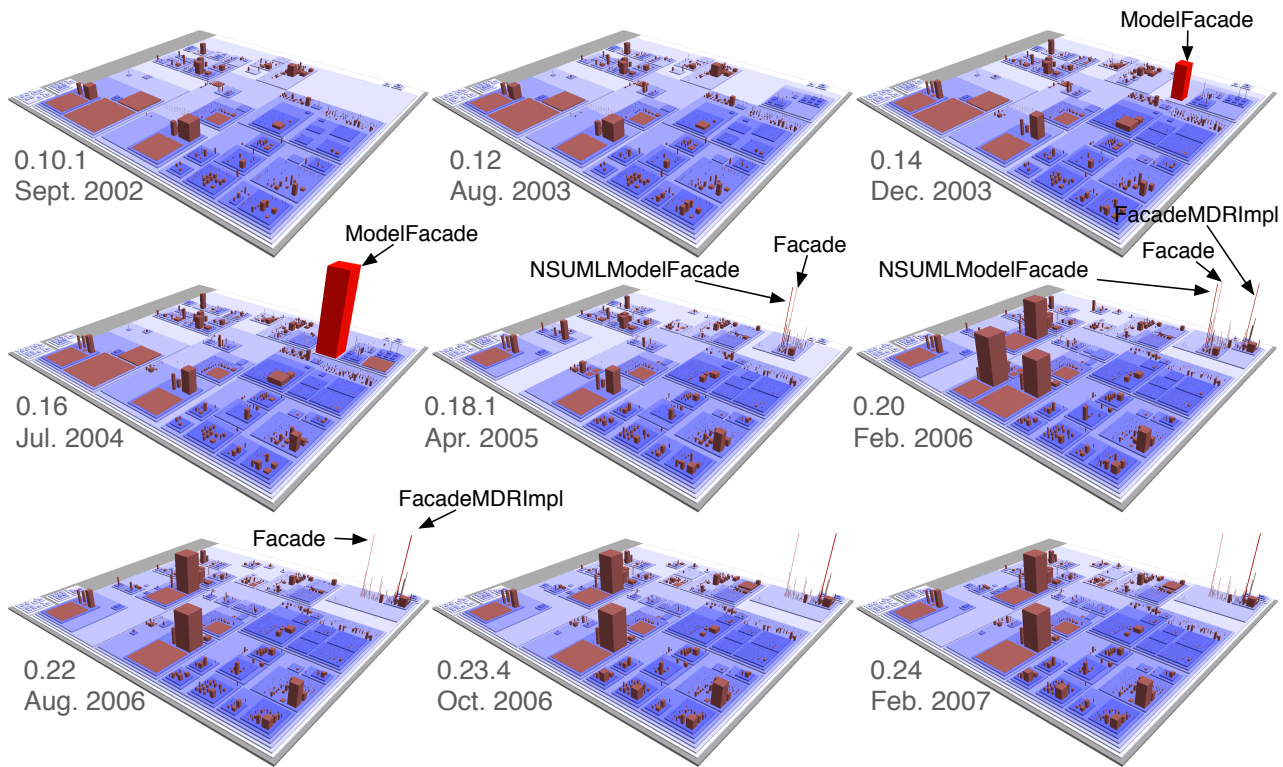 ModelFacade
0.10.1
Sept. 2002
0.12
Aug. 2003
0.14
Dec. 2003
ModelFacade
0.16
Jul. 2004
Facade
NSUMLModelFacade
0.18.1
Apr. 2005
FacadeMDRImpl
Facade
NSUMLModelFacade
0.20
Feb. 2006
Facade
FacadeMDRImpl
0.22
Aug. 2006
0.23.4
Oct. 2006
0.24
Feb. 2007